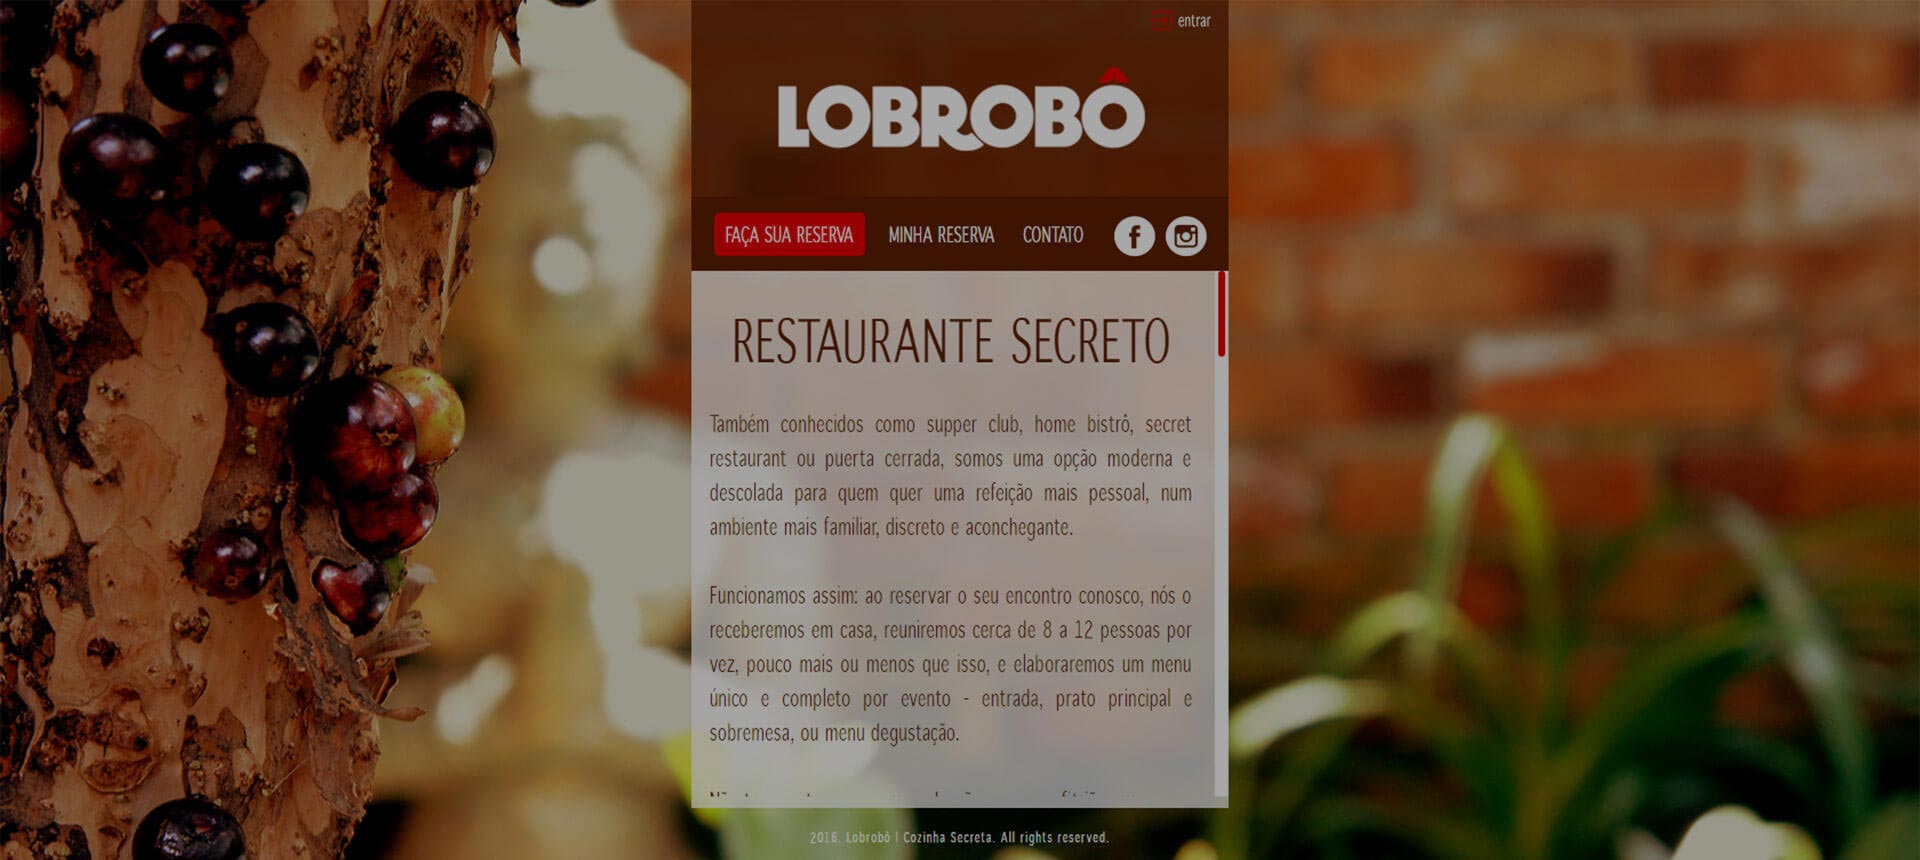 entrar
LOBROBÔ
FAÇA SUA RESERVA MINHA RESERVA CONTATO
RESTAURANTE SECRETO
Também conhecidos como supper club, home bistrô, secret
restaurant ou puerta cerrada, somos uma opção moderna e
descolada para quem quer uma refeição mais pessoal, num
ambiente mais familiar, discreto e aconchegante.
Funcionamos assim: ao reservar o seu encontro conosco, nós o
receberemos em casa, reuniremos cerca de 8 a 12 pessoas por
vez, pouco mais ou menos que isso, e elaboraremos um menu
único e completo por evento - entrada, prato principal e
sobremesa, ou menu degustação.
2016. Lobrobô | Cozinha Secreta. All rights reserved.